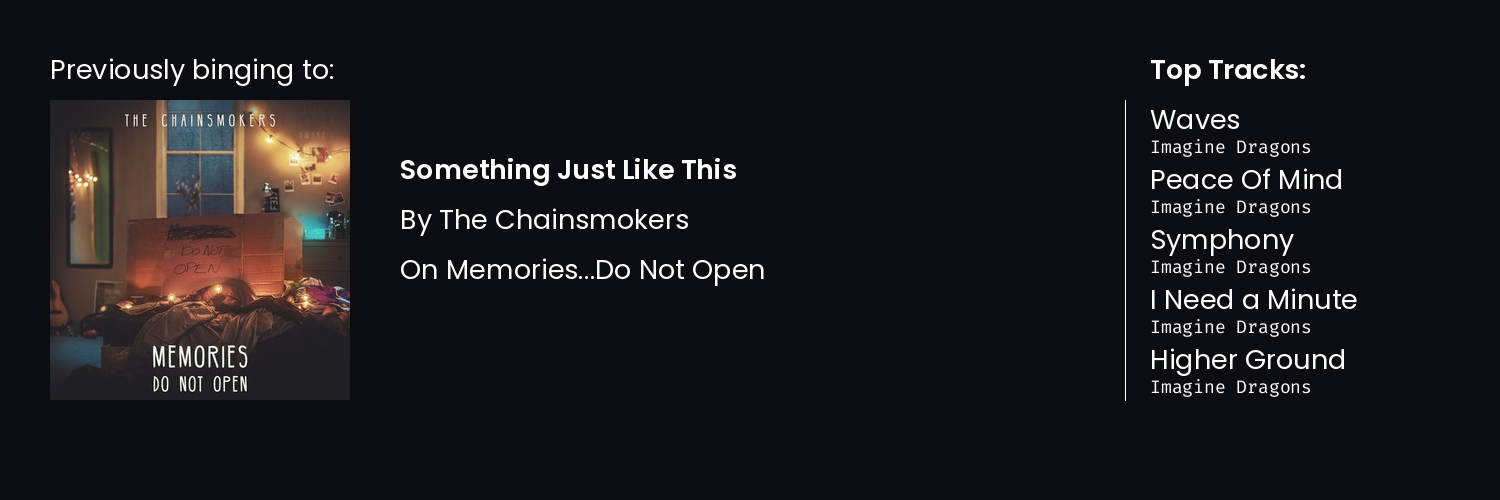 Previously binging to:
THE CHAINSMOKERS
DO NOT
OPEN
MEMORIES
DO NOT OPEN
Something Just Like This
By The Chainsmokers
On Memories...Do Not Open
Top Tracks:
Waves
Imagine Dragons
Peace Of Mind
Imagine Dragons
Symphony
Imagine Dragons
I Need a Minute
Imagine Dragons
Higher Ground
Imagine Dragons